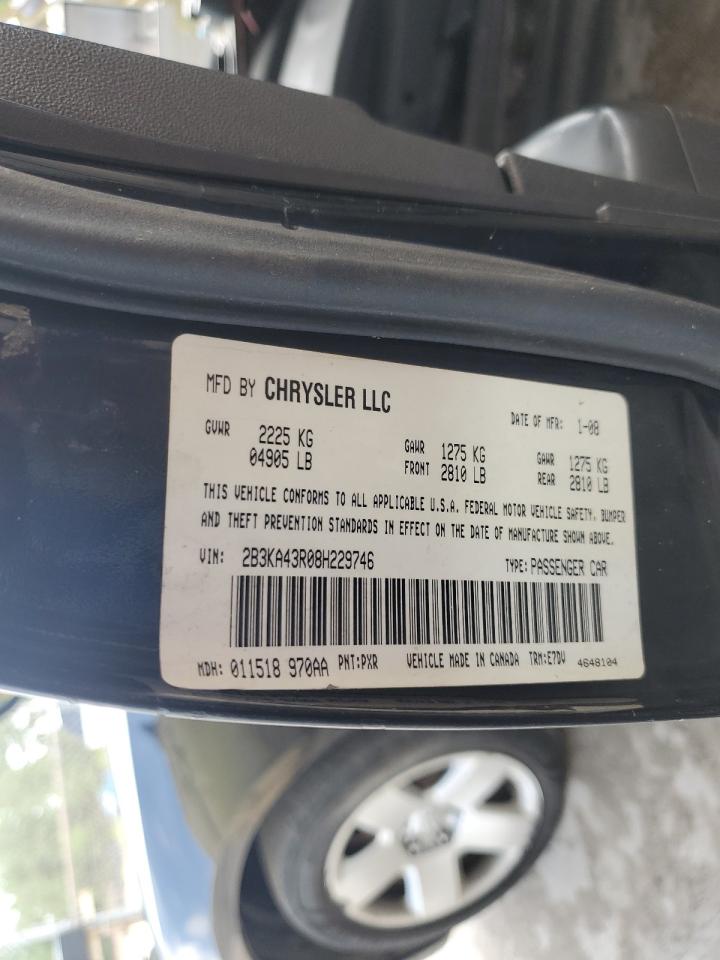 MFD BY CHRYSLER LLC
DATE OF MFR: 1-08
GVWR 2225 KG
04905 LB
GAWR FRONT 1275 KG
2810 LB
GAWR REAR 1275 KG
2810 LB
THIS VEHICLE CONFORMS TO ALL APPLICABLE U.S.A. FEDERAL MOTOR VEHICLE SAFETY, BUMPER
AND THEFT PREVENTION STANDARDS IN EFFECT ON THE DATE OF MANUFACTURE SHOWN ABOVE.
VIN: 2B3KA43R08H229746 TYPE: PASSENGER CAR
MDH: 011518 970AA PNT:PXR VEHICLE MADE IN CANADA TRM:E7DV 4648104